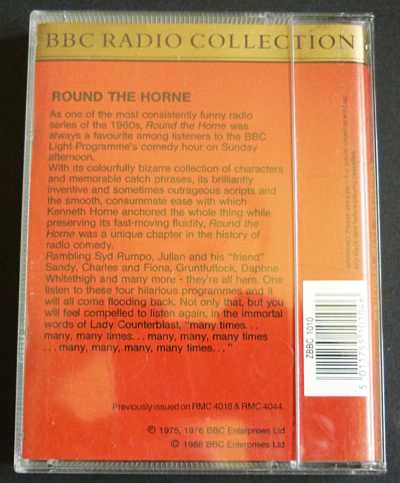 BBC RADIO COLLECTION
ROUND THE HORNE
As one of the most consistently funny radio
series of the 1960s, Round the Horne was
always a favourite among listeners to the BBC
Light Programme's comedy hour on Sunday
afternoon.
With its colourfully bizarre collection of characters
and memorable catch phrases, its brilliantly
inventive and sometimes outrageous scripts and
the smooth, consummate ease with which
Kenneth Horne anchored the whole thing while
preserving its fast-moving fluidity, Round the
Horne was a unique chapter in the history of
radio comedy.
Rambling Syd Rumpo, Julian and his "friend"
Sandy, Charles and Fiona, Gruntfuttock, Daphne
Whitethigh and many more - they're all here. One
listen to these four hilarious programmes and it
will all come flooding back. Not only that, but you
will feel compelled to listen again, in the immortal
words of Lady Counterblast, "many times...
many, many times... many, many, many times
...many, many, many, many times..."
Previously issued on RMC 4018 & RMC 4044.
℗ 1975, 1976 BBC Enterprises Ltd
© 1988 BBC Enterprises Ltd
ZBBC 1010